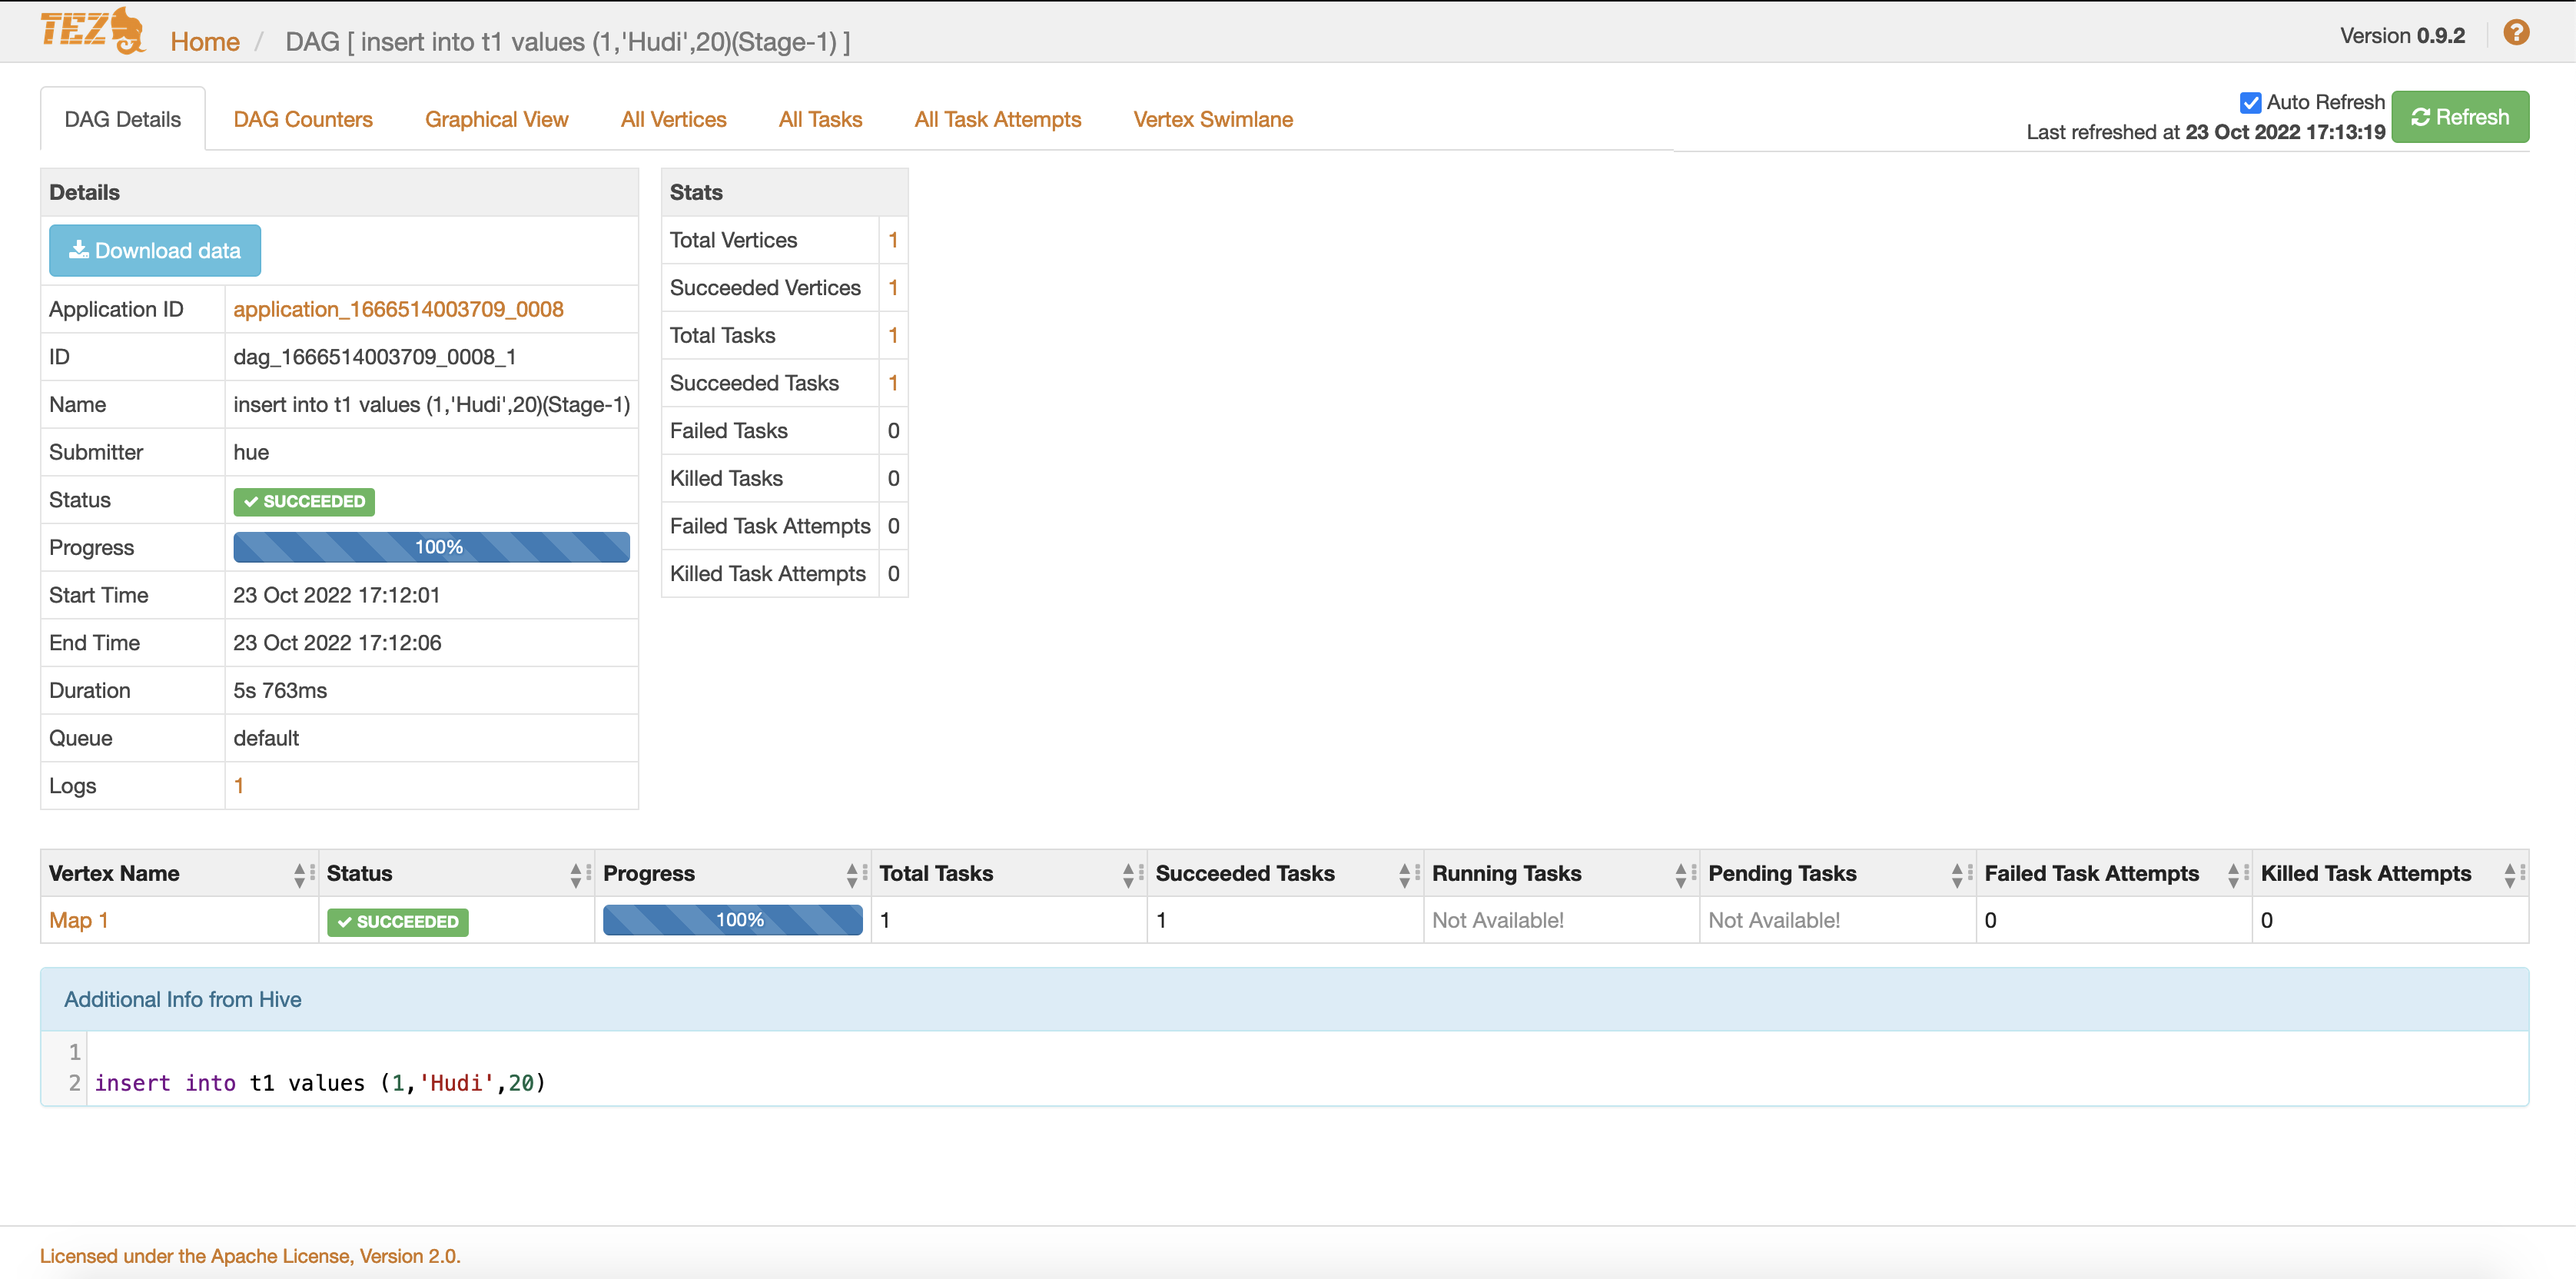 TEZ Home / DAG [ insert into t1 values (1,'Hudi',20)(Stage-1) ] Version 0.9.2 ?
DAG Details DAG Counters Graphical View All Vertices All Tasks All Task Attempts Vertex Swimlane
Auto Refresh
Last refreshed at 23 Oct 2022 17:13:19
Refresh
Details
Download data
Application ID application_1666514003709_0008
ID dag_1666514003709_0008_1
Name insert into t1 values (1,'Hudi',20)(Stage-1)
Submitter hue
Status SUCCEEDED
Progress 100%
Start Time 23 Oct 2022 17:12:01
End Time 23 Oct 2022 17:12:06
Duration 5s 763ms
Queue default
Logs 1
Stats
Total Vertices 1
Succeeded Vertices 1
Total Tasks 1
Succeeded Tasks 1
Failed Tasks 0
Killed Tasks 0
Failed Task Attempts 0
Killed Task Attempts 0
Vertex Name Status Progress Total Tasks Succeeded Tasks Running Tasks Pending Tasks Failed Task Attempts Killed Task Attempts
Map 1 SUCCEEDED 100% 1 1 Not Available! Not Available! 0 0
Additional Info from Hive
1
2 insert into t1 values (1,'Hudi',20)
Licensed under the Apache License, Version 2.0.